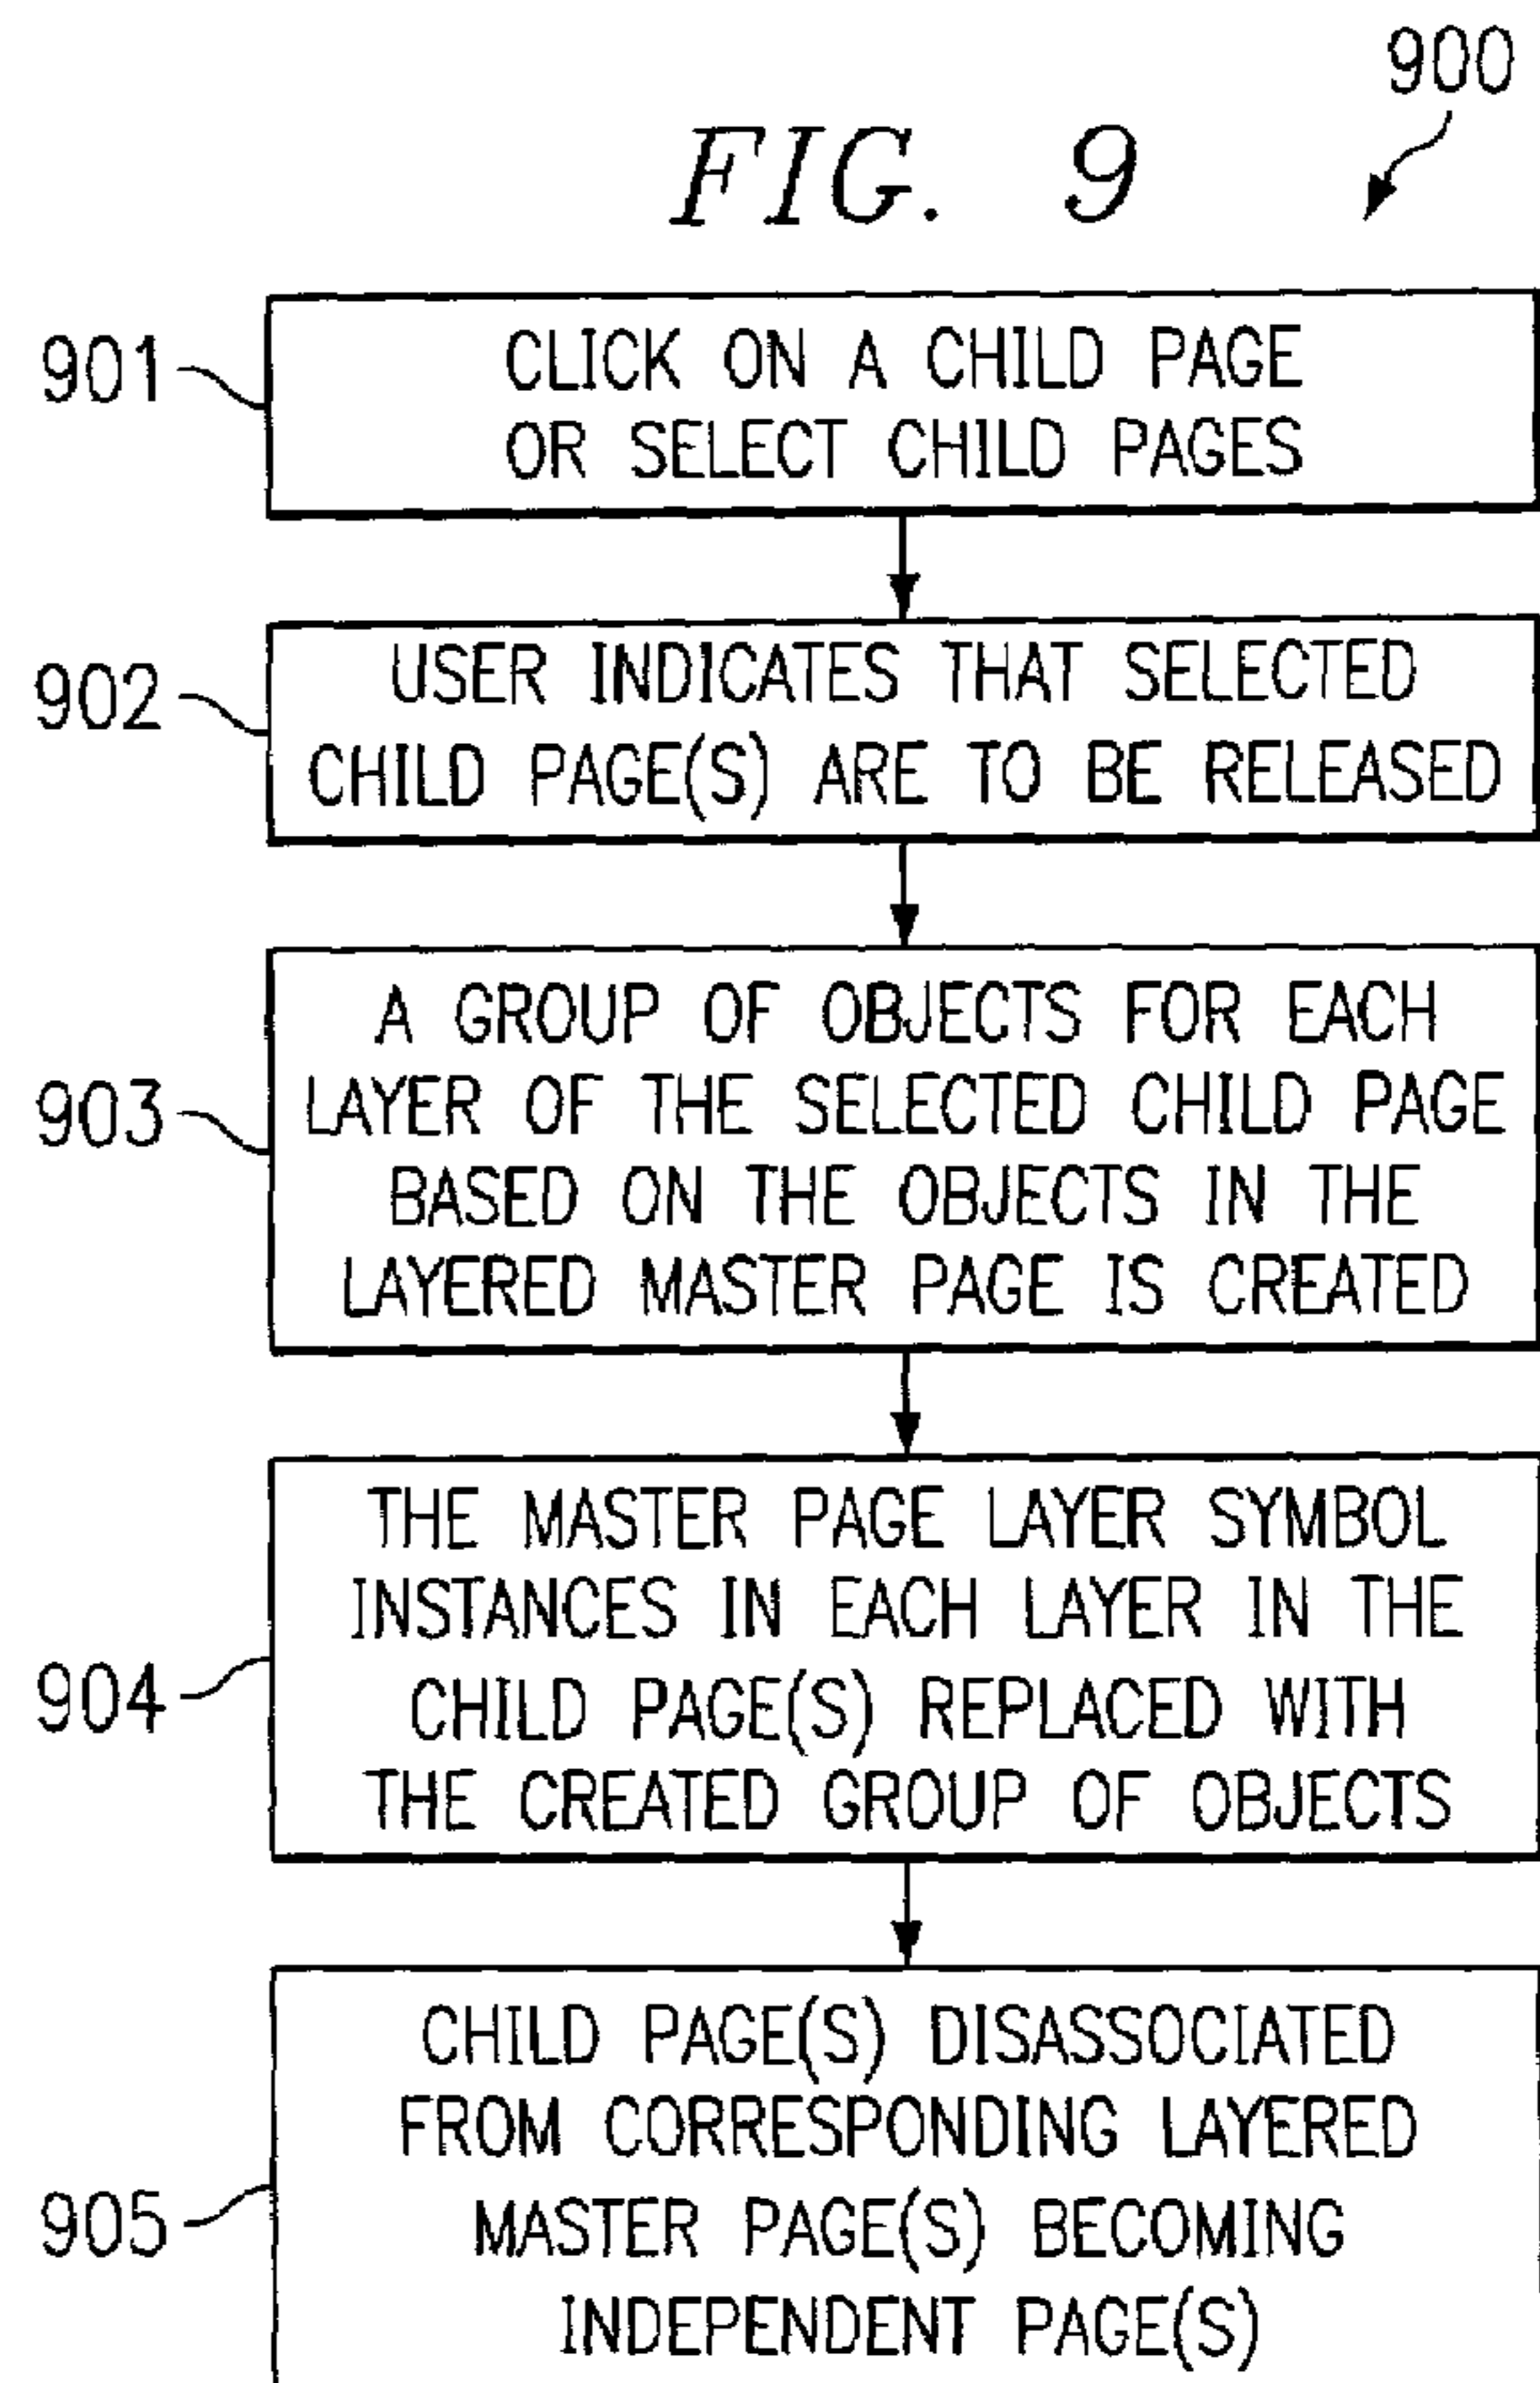 900
FIG. 9
901
CLICK ON A CHILD PAGE
OR SELECT CHILD PAGES
902
USER INDICATES THAT SELECTED
CHILD PAGE(S) ARE TO BE RELEASED
903
A GROUP OF OBJECTS FOR EACH
LAYER OF THE SELECTED CHILD PAGE
BASED ON THE OBJECTS IN THE
LAYERED MASTER PAGE IS CREATED
904
THE MASTER PAGE LAYER SYMBOL
INSTANCES IN EACH LAYER IN THE
CHILD PAGE(S) REPLACED WITH
THE CREATED GROUP OF OBJECTS
905
CHILD PAGE(S) DISASSOCIATED
FROM CORRESPONDING LAYERED
MASTER PAGE(S) BECOMING
INDEPENDENT PAGE(S)